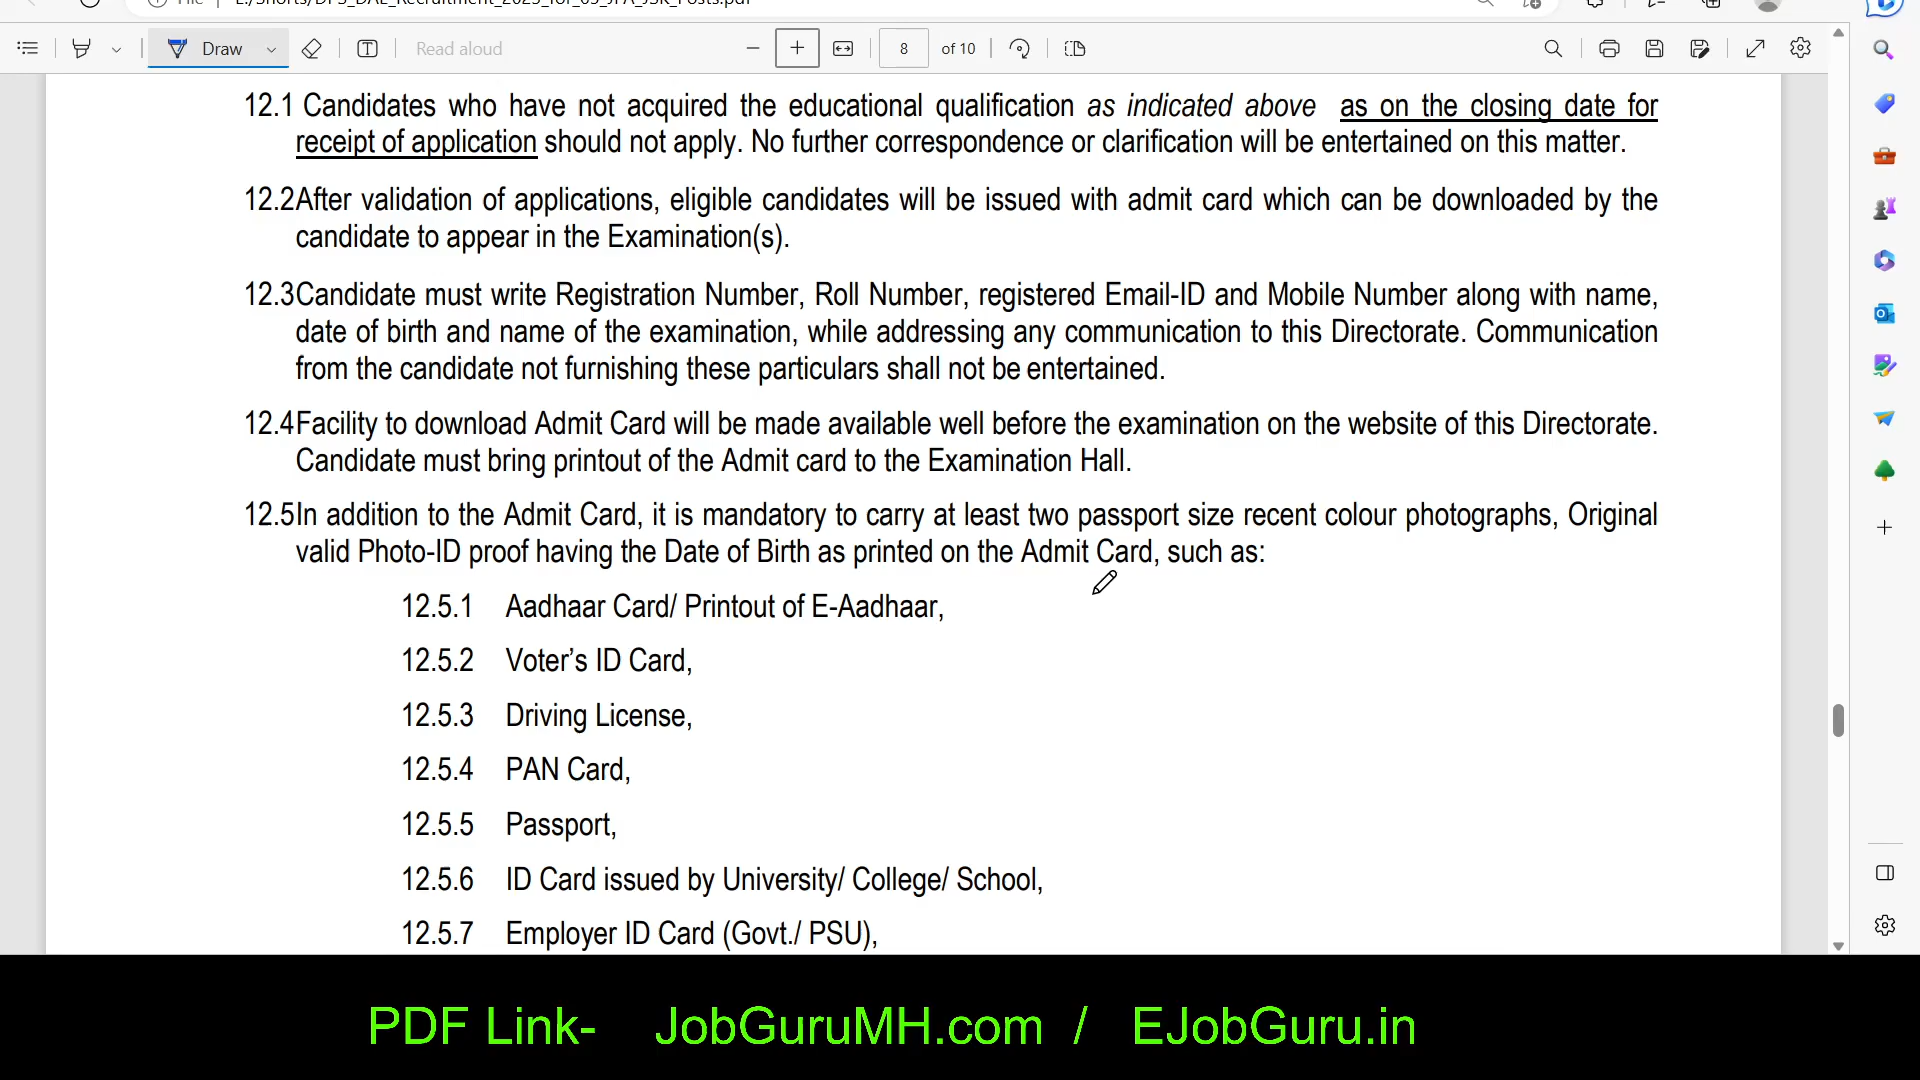 Draw
Read aloud
8 of 10
12.1 Candidates who have not acquired the educational qualification as indicated above as on the closing date for
receipt of application should not apply. No further correspondence or clarification will be entertained on this matter.
12.2After validation of applications, eligible candidates will be issued with admit card which can be downloaded by the
candidate to appear in the Examination(s).
12.3Candidate must write Registration Number, Roll Number, registered Email-ID and Mobile Number along with name,
date of birth and name of the examination, while addressing any communication to this Directorate. Communication
from the candidate not furnishing these particulars shall not be entertained.
12.4Facility to download Admit Card will be made available well before the examination on the website of this Directorate.
Candidate must bring printout of the Admit card to the Examination Hall.
12.5In addition to the Admit Card, it is mandatory to carry at least two passport size recent colour photographs, Original
valid Photo-ID proof having the Date of Birth as printed on the Admit Card, such as:
12.5.1 Aadhaar Card/ Printout of E-Aadhaar,
12.5.2 Voter’s ID Card,
12.5.3 Driving License,
12.5.4 PAN Card,
12.5.5 Passport,
12.5.6 ID Card issued by University/ College/ School,
12.5.7 Employer ID Card (Govt./ PSU),
PDF Link- JobGuruMH.com / EJobGuru.in